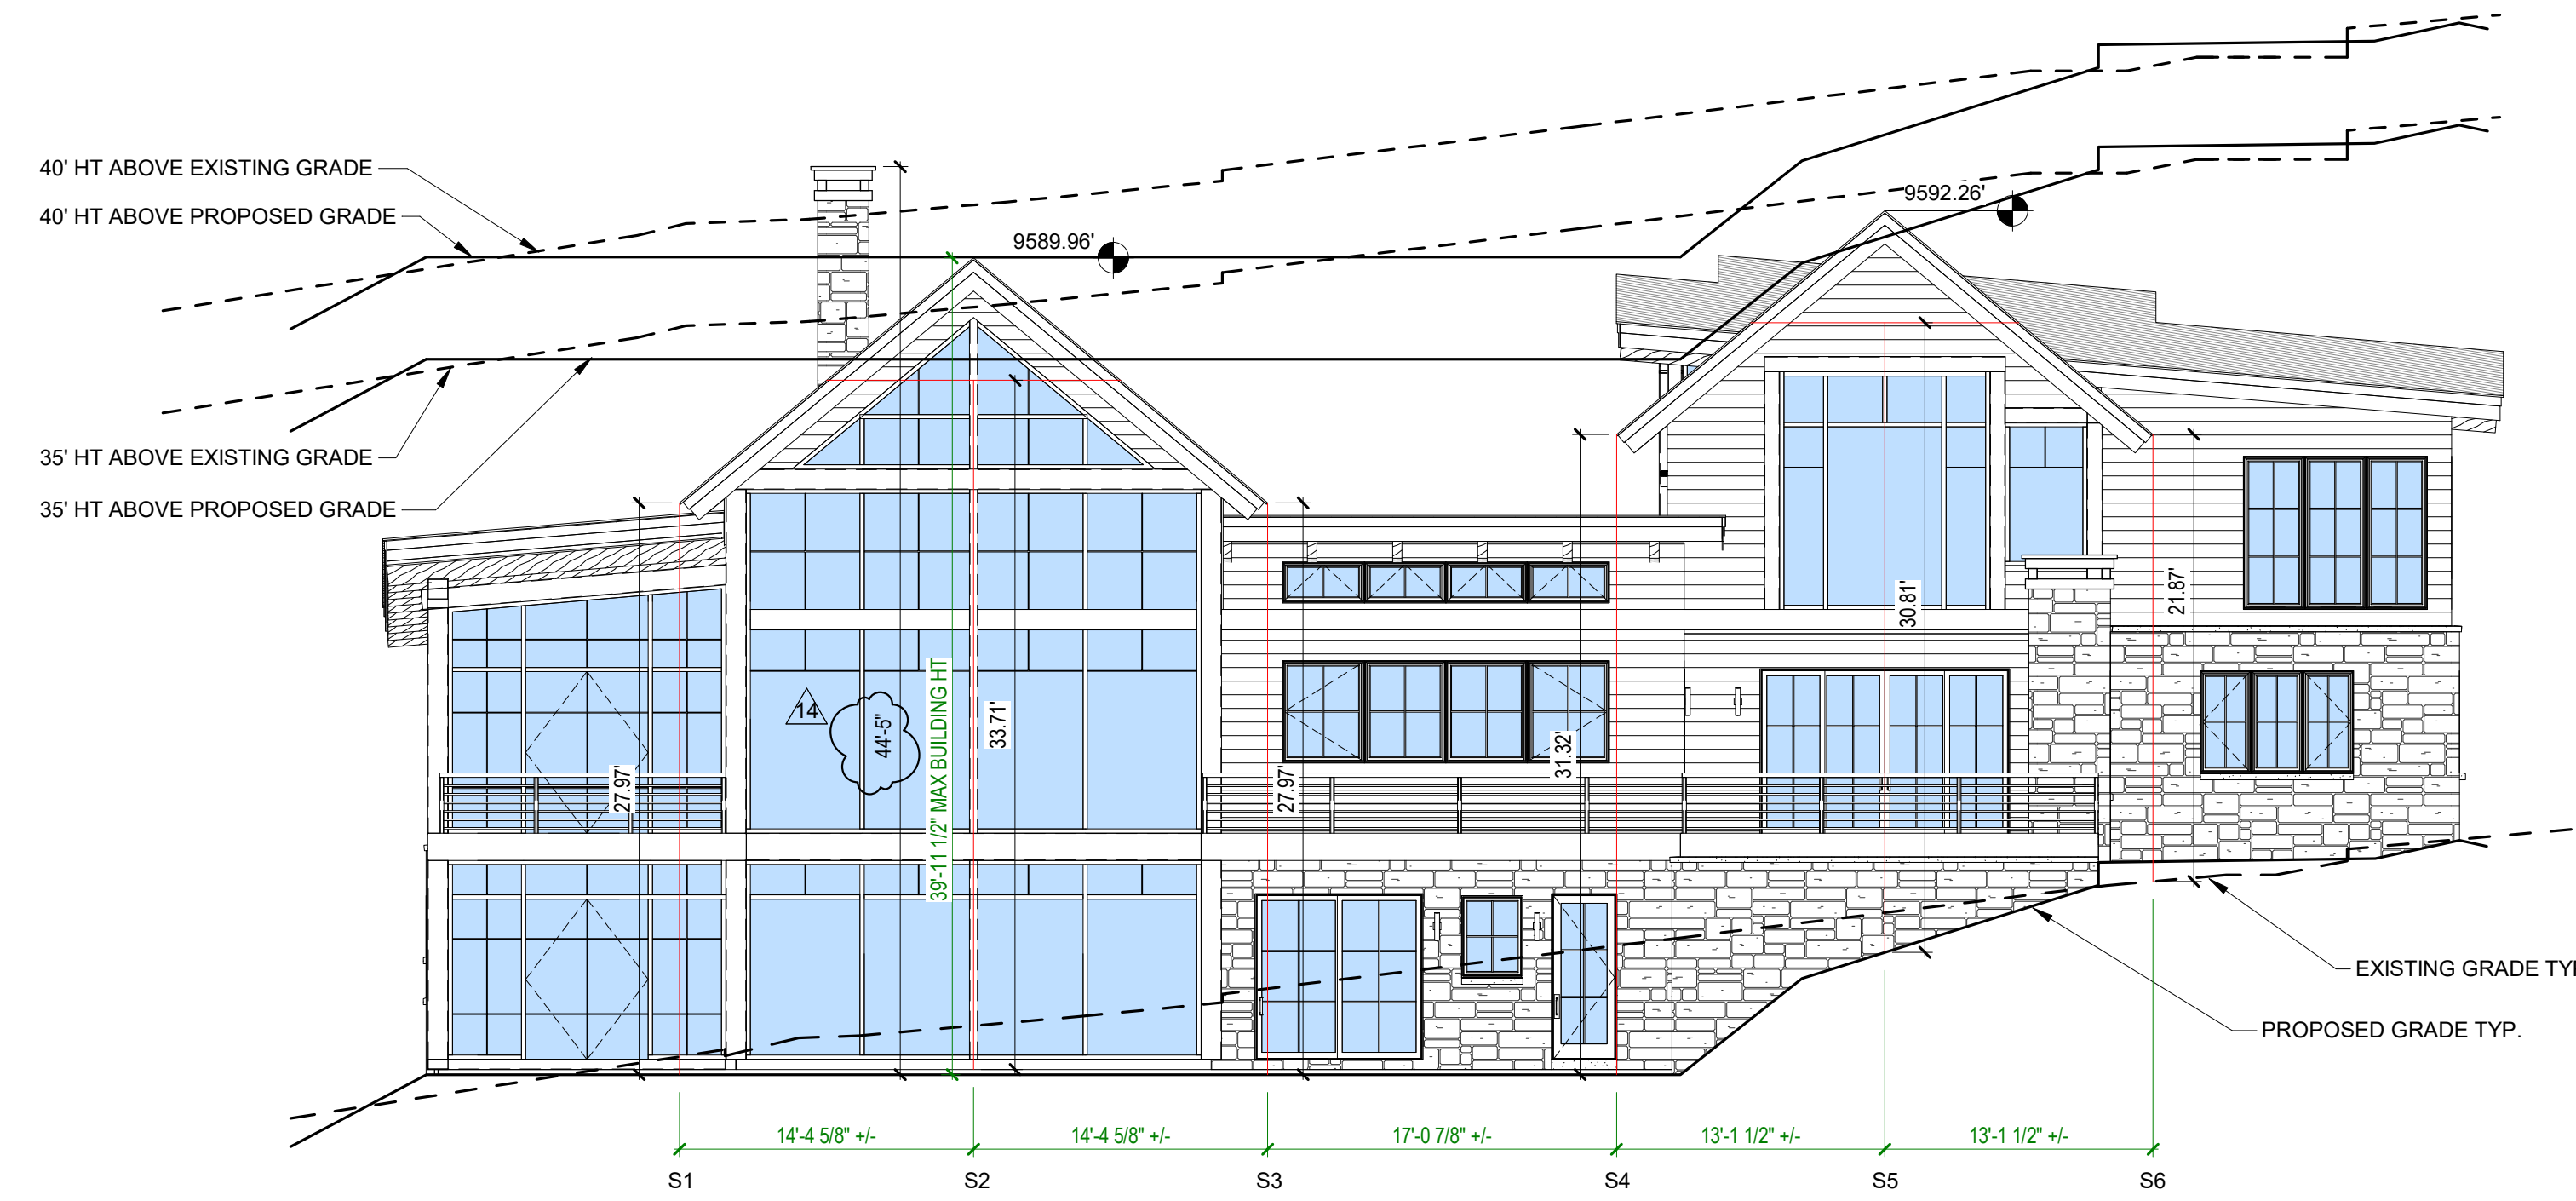 40' HT ABOVE EXISTING GRADE
40' HT ABOVE PROPOSED GRADE
9592.26'
9589.96'
35' HT ABOVE EXISTING GRADE
35' HT ABOVE PROPOSED GRADE
14
44'-5"
39'-11 1/2" MAX BUILDING HT
33.71'
27.97'
27.97'
31.32'
30.81'
21.87'
EXISTING GRADE TYP
PROPOSED GRADE TYP.
14'-4 5/8" +/-
14'-4 5/8" +/-
17'-0 7/8" +/-
13'-1 1/2" +/-
13'-1 1/2" +/-
S1
S2
S3
S4
S5
S6